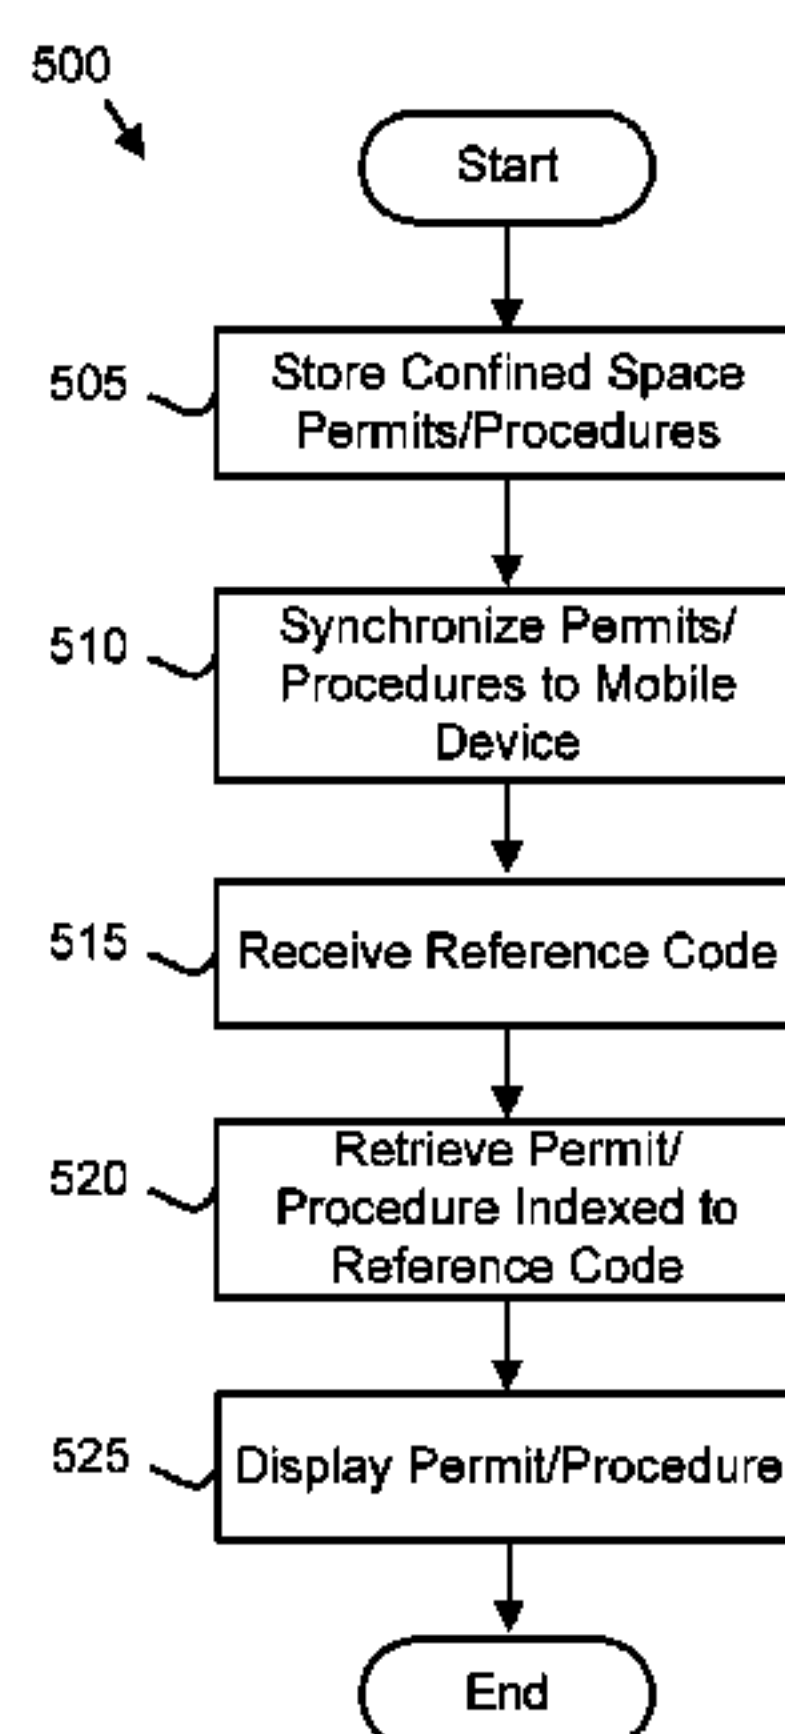 500
Start
505
Store Confined Space
Permits/Procedures
510
Synchronize Permits/
Procedures to Mobile
Device
515
Receive Reference Code
520
Retrieve Permit/
Procedure Indexed to
Reference Code
525
Display Permit/Procedure
End